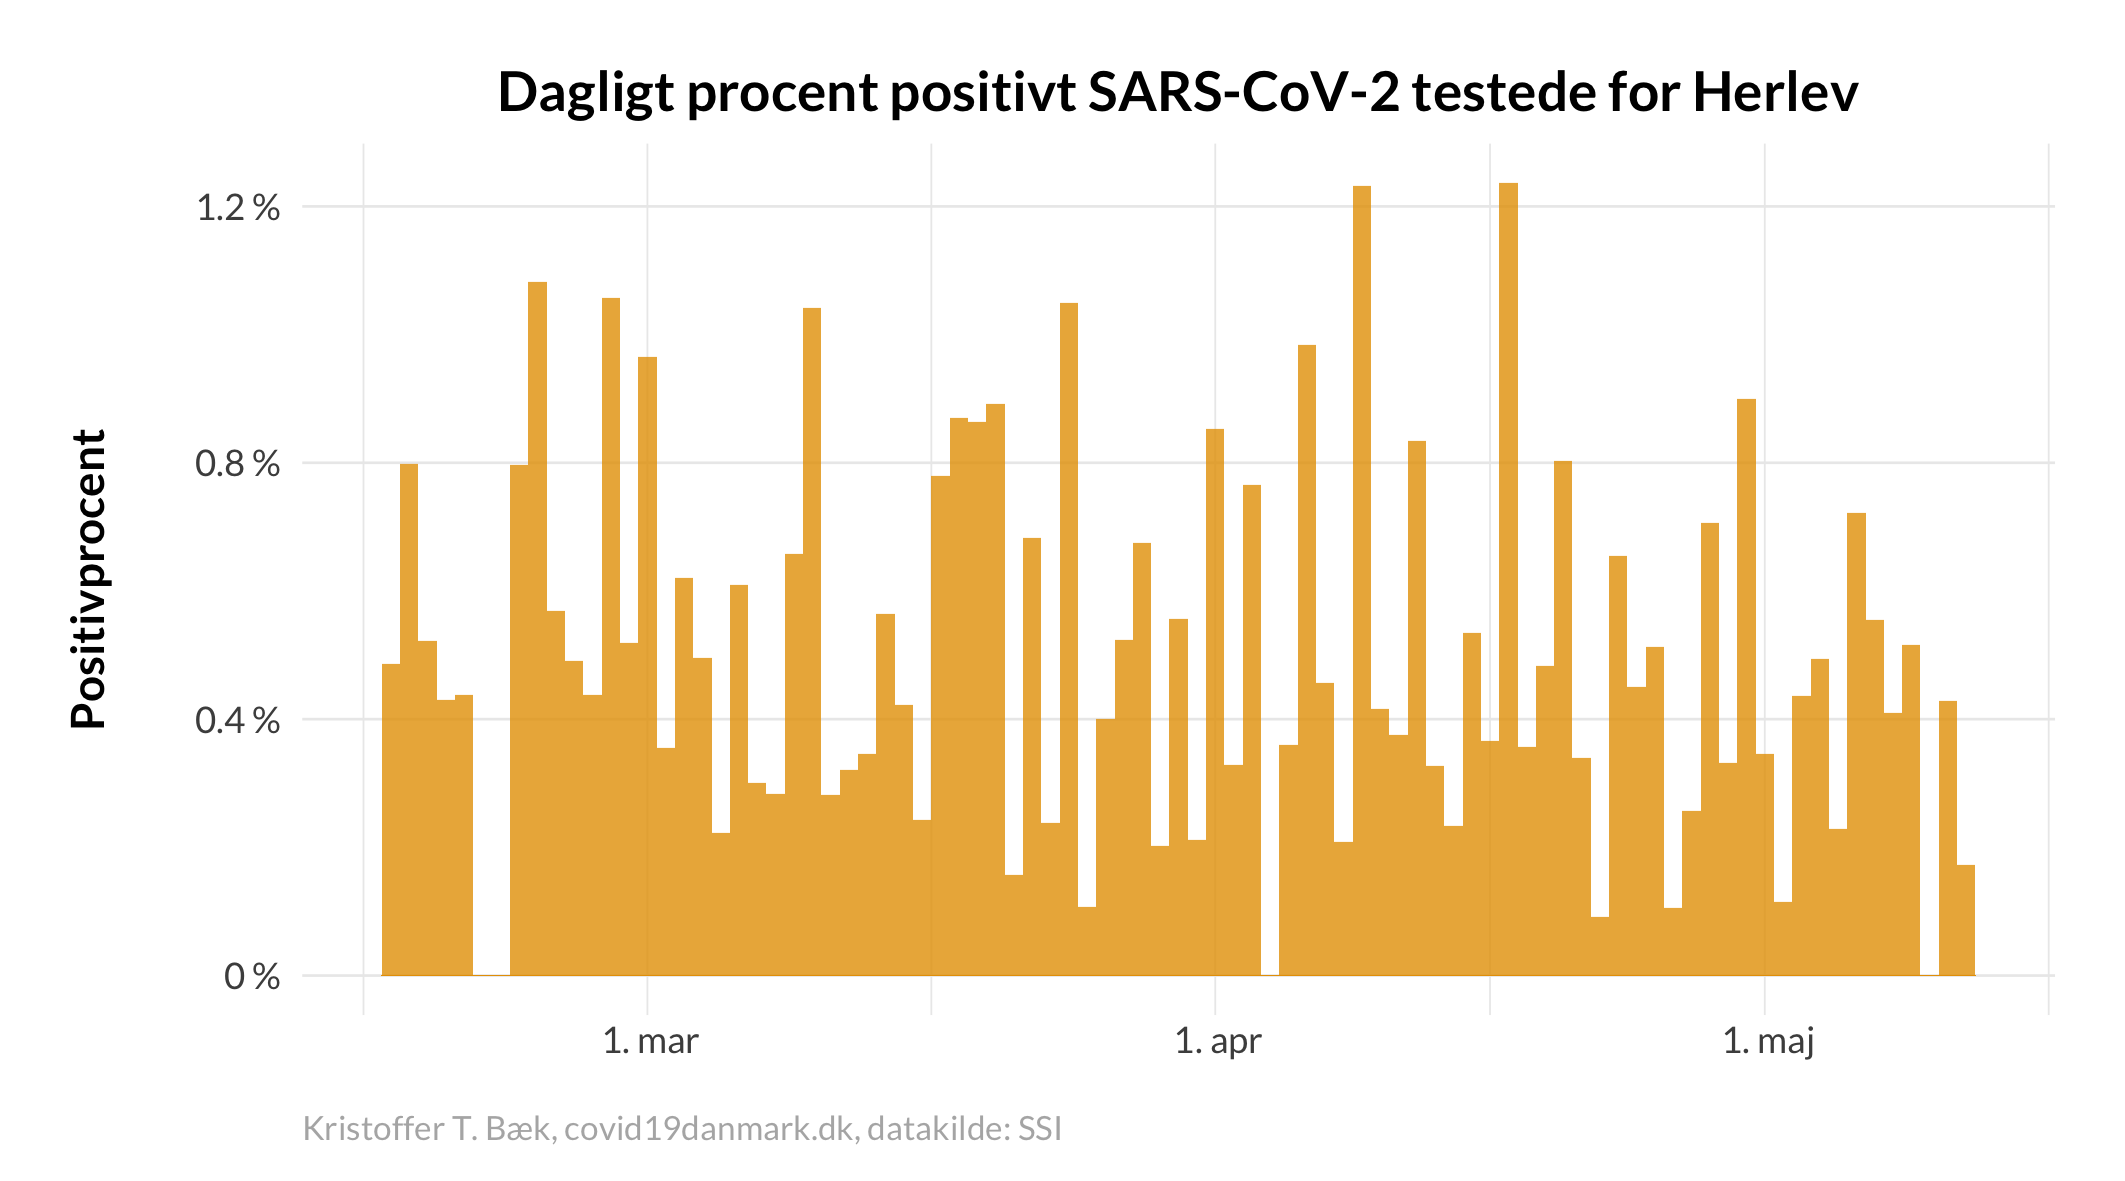 Dagligt procent positivt SARS-CoV-2 testede for Herlev
Positivprocent
1.2 %
0.8 %
0.4 %
0 %
1. mar
1. apr
1. maj
Kristoffer T. Bæk, covid19danmark.dk, datakilde: SSI